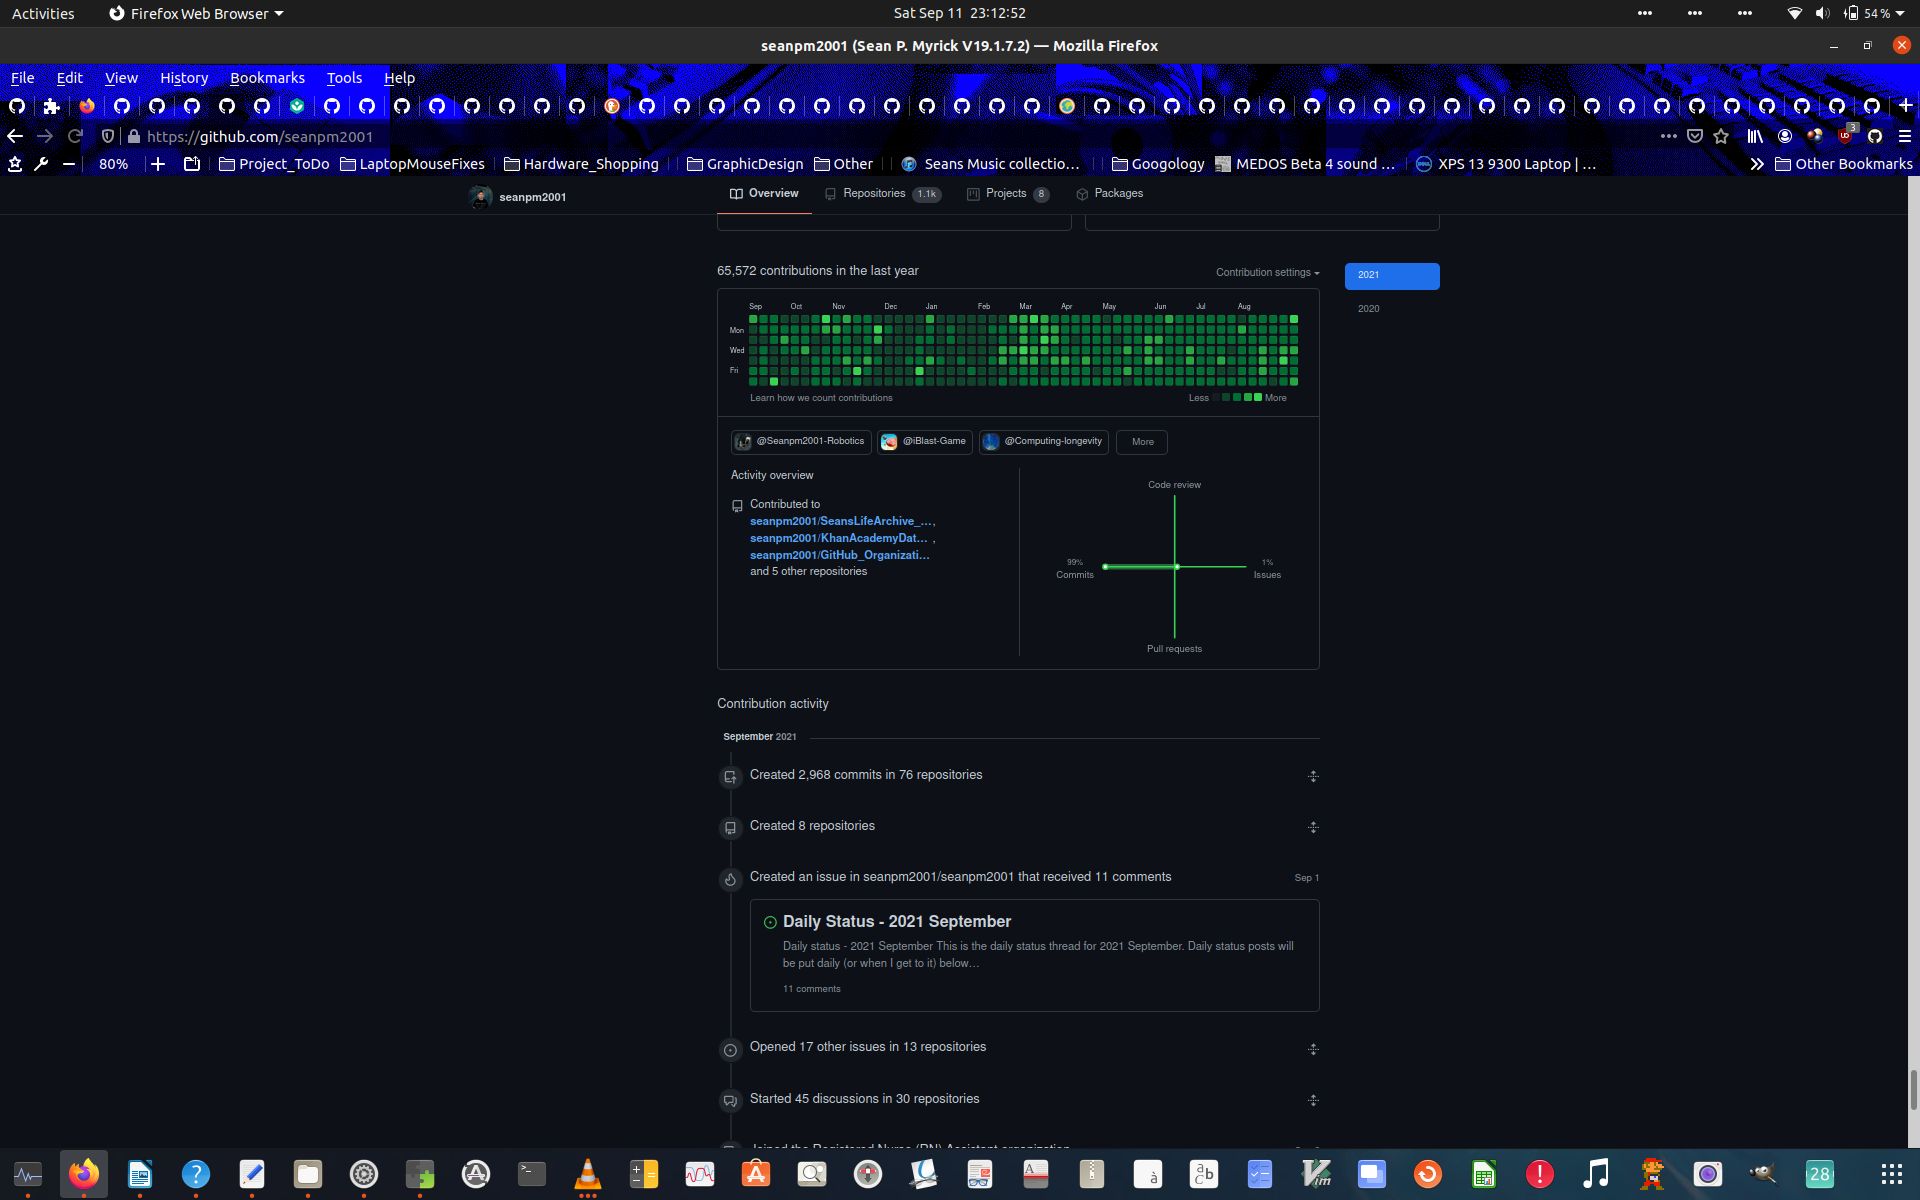 Activities Firefox Web Browser Sat Sep 11 23:12:52 54 %
seanpm2001 (Sean P. Myrick V19.1.7.2) — Mozilla Firefox
File Edit View History Bookmarks Tools Help
https://github.com/seanpm2001 3
80% Project_ToDo LaptopMouseFixes Hardware_Shopping GraphicDesign Other Seans Music collectio… Googology MEDOS Beta 4 sound … XPS 13 9300 Laptop | … Other Bookmarks
seanpm2001 Overview Repositories 1.1k Projects 8 Packages
65,572 contributions in the last year Contribution settings 2021
2020
Sep Oct Nov Dec Jan Feb Mar Apr May Jun Jul Aug
Mon
Wed
Fri
Learn how we count contributions Less More
@Seanpm2001-Robotics @iBlast-Game @Computing-longevity More
Activity overview
Code review
Contributed to
seanpm2001/SeansLifeArchive_…,
seanpm2001/KhanAcademyDat… ,
seanpm2001/GitHub_Organizati…
and 5 other repositories
99% Commits
1% Issues
Pull requests
Contribution activity
September 2021
Created 2,968 commits in 76 repositories
Created 8 repositories
Created an issue in seanpm2001/seanpm2001 that received 11 comments Sep 1
Daily Status - 2021 September
Daily status - 2021 September This is the daily status thread for 2021 September. Daily status posts will
be put daily (or when I get to it) below…
11 comments
Opened 17 other issues in 13 repositories
Started 45 discussions in 30 repositories
Joined the Registered Nurse (RN) Assistant organization
28